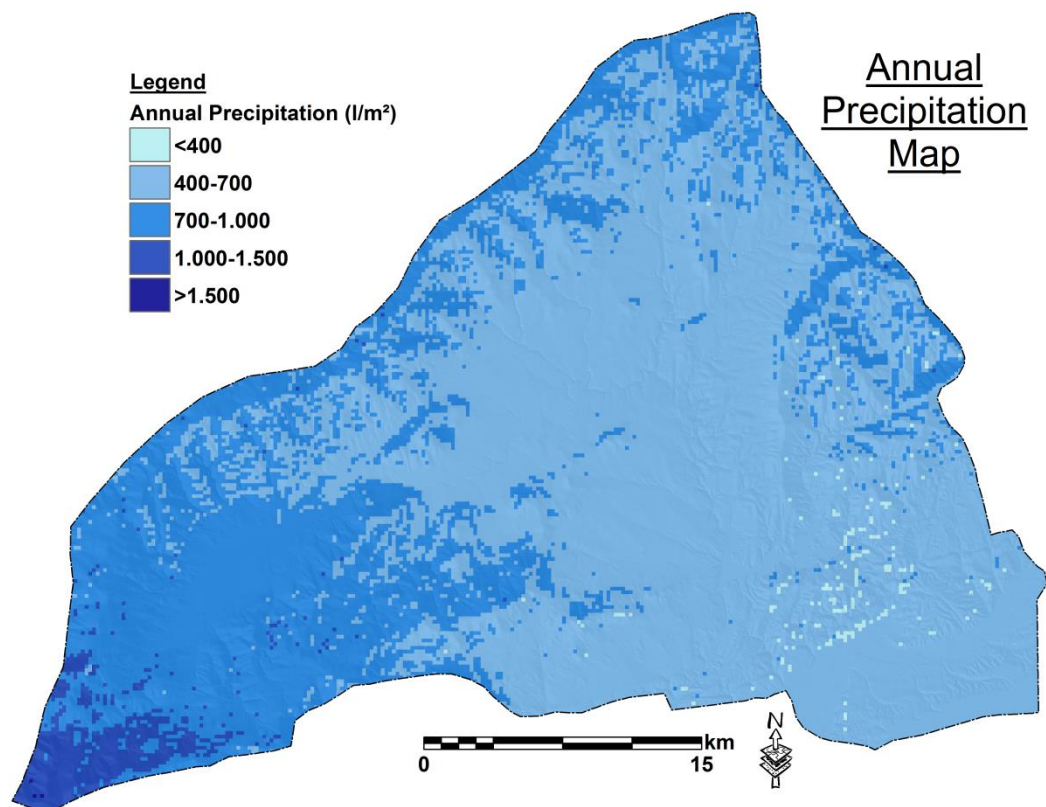 Annual
Precipitation
Map
Legend
Annual Precipitation (l/m²)
<400
400-700
700-1.000
1.000-1.500
>1.500
km
0
15
N